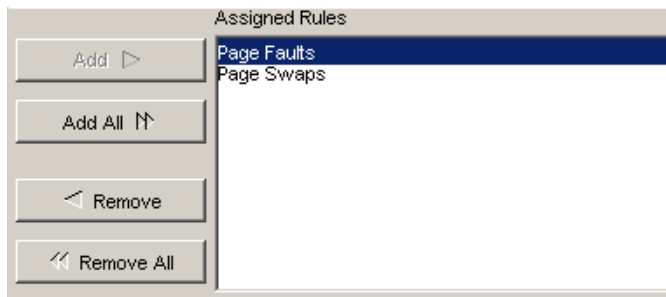 Assigned Rules
Add
Add All
Remove
Remove All
Page Faults
Page Swaps